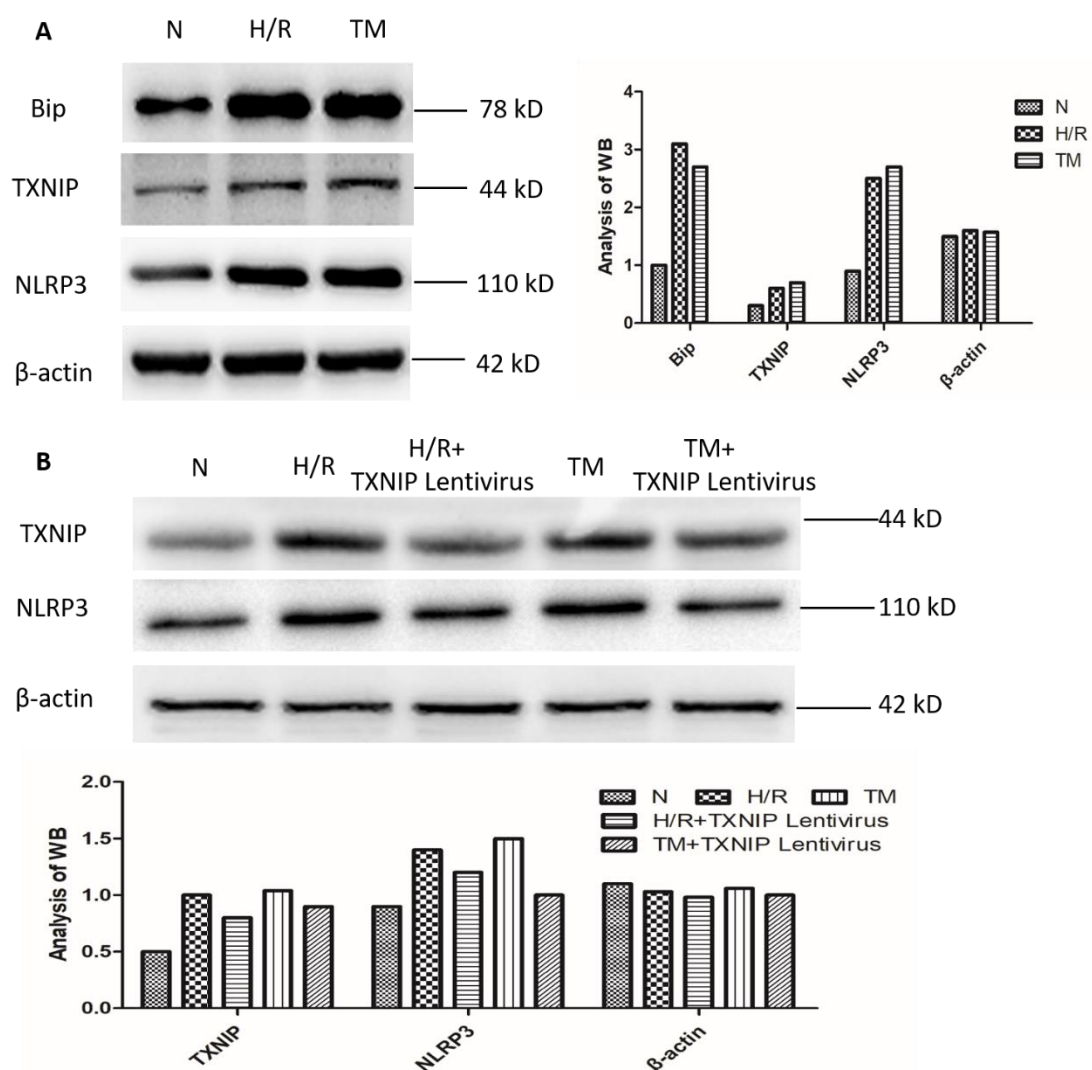 A
N H/R TM
Bip
78 kD
TXNIP
44 kD
NLRP3
110 kD
β-actin
42 kD
Analysis of WB
4
3
2
1
0
N
H/R
TM
Bip TXNIP NLRP3 β-actin
B
N H/R H/R+ TM TM+
TXNIP Lentivirus TXNIP Lentivirus
TXNIP
44 kD
NLRP3
110 kD
β-actin
42 kD
Analysis of WB
2.0
1.5
1.0
0.5
0.0
N H/R TM
H/R+TXNIP Lentivirus
TM+TXNIP Lentivirus
TXNIP NLRP3 β-actin